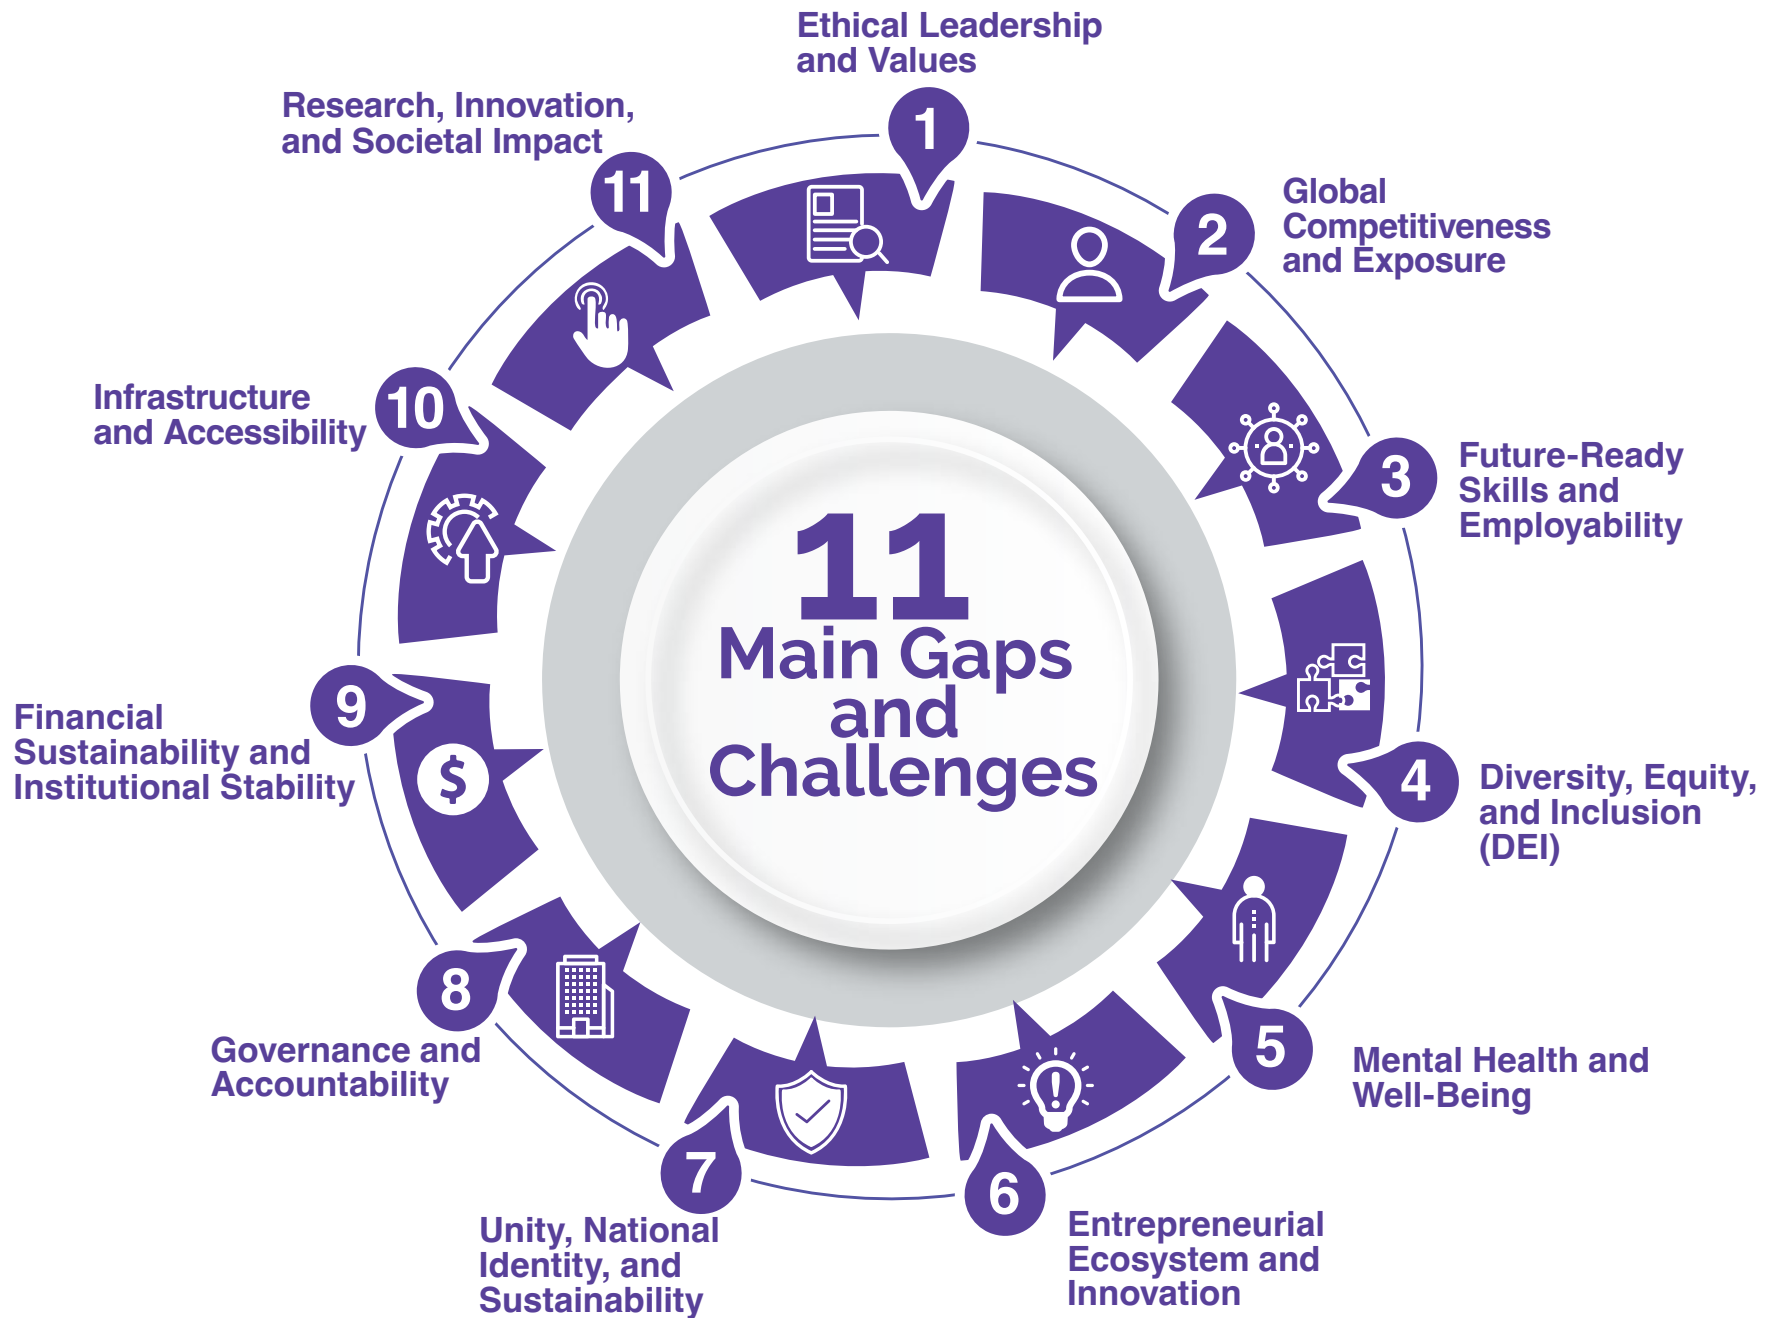 11
Main Gaps
and
Challenges
1
Ethical Leadership
and Values
2
Global
Competitiveness
and Exposure
3
Future-Ready
Skills and
Employability
4
Diversity, Equity,
and Inclusion
(DEI)
5
Mental Health and
Well-Being
6
Entrepreneurial
Ecosystem and
Innovation
7
Unity, National
Identity, and
Sustainability
8
Governance and
Accountability
9
Financial
Sustainability and
Institutional Stability
$
10
Infrastructure
and Accessibility
11
Research, Innovation,
and Societal Impact